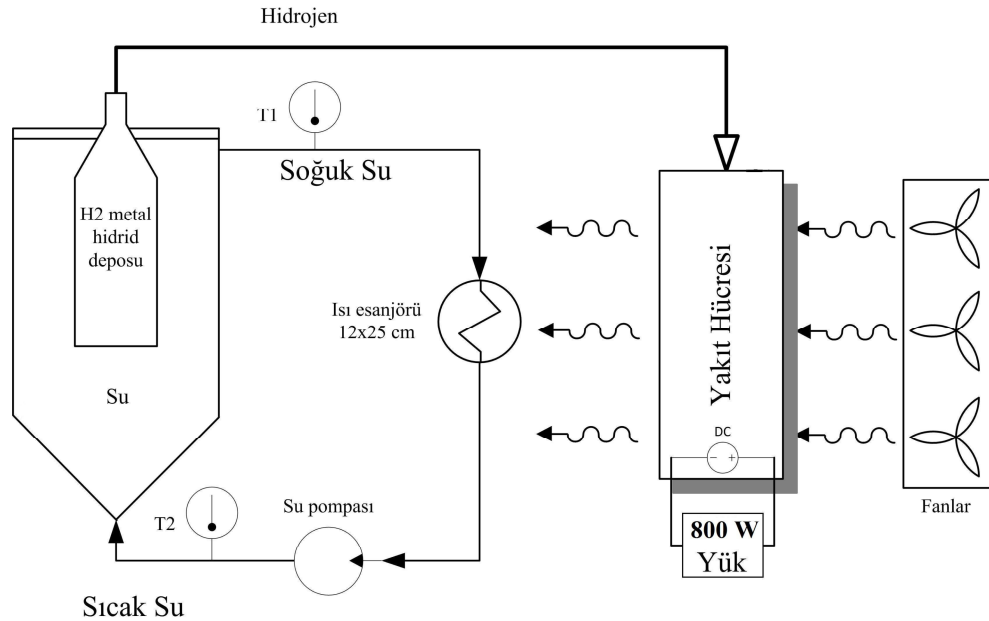 Hidrojen
T1
Soğuk Su
H2 metal
hidrid
deposu
Isı esanjörü
12x25 cm
Su
Yakıt Hücresi
DC
- +
Su pompası
T2
Fanlar
800 W
Yük
Sıcak Su